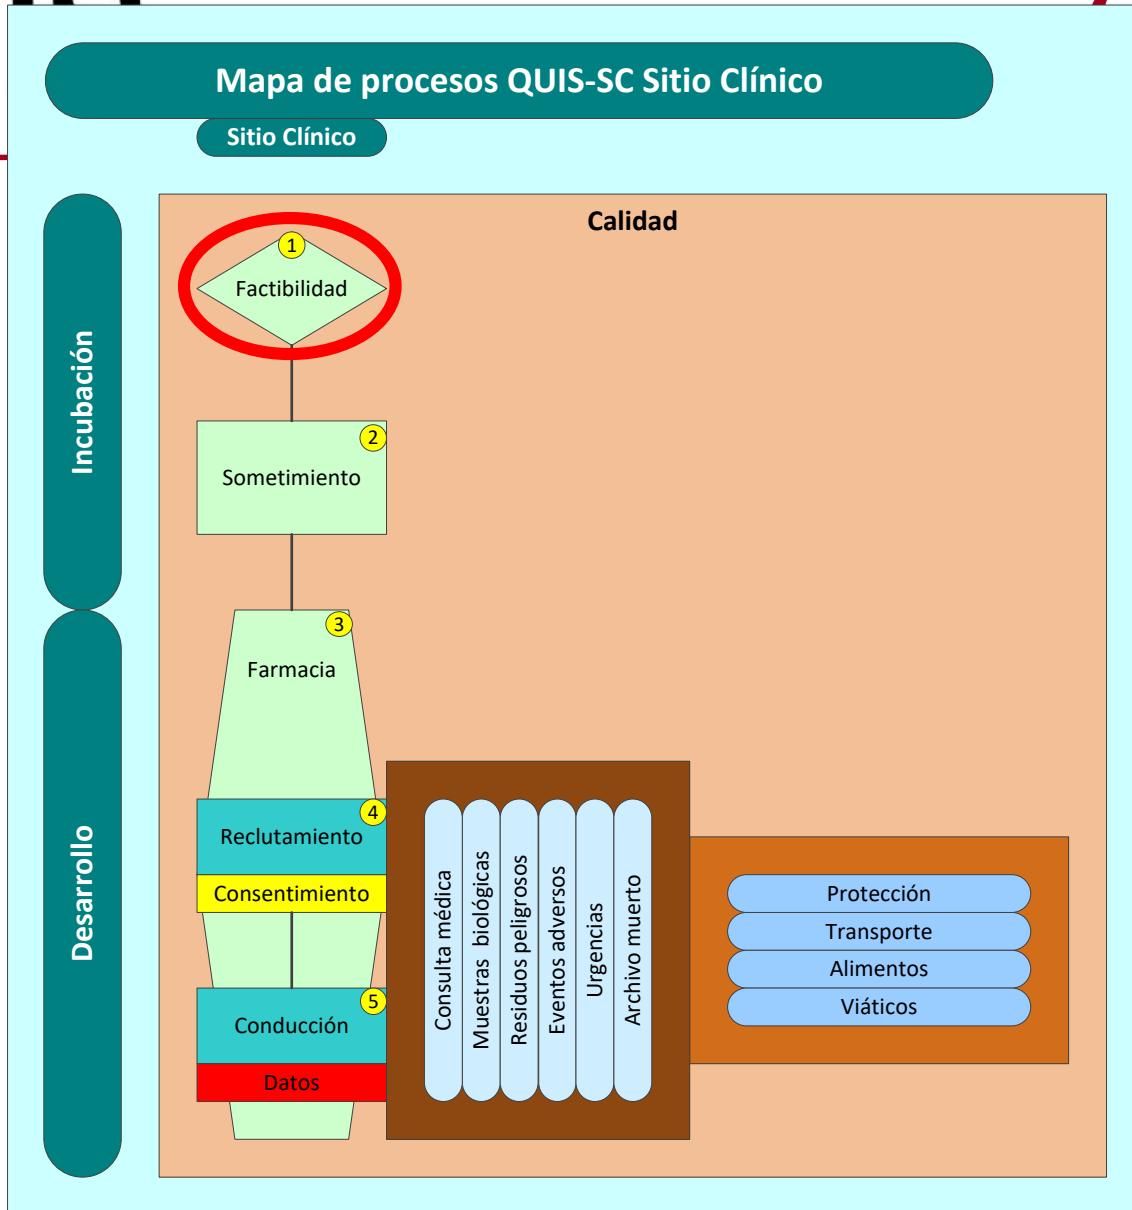 Mapa de procesos QUIS-SC Sitio Clínico
Sitio Clínico
Incubación
Desarrollo
Calidad
1
Factibilidad
2
Sometimiento
3
Farmacia
4
Reclutamiento
Consentimiento
5
Conducción
Datos
Consulta médica
Muestras biológicas
Residuos peligrosos
Eventos adversos
Urgencias
Archivo muerto
Protección
Transporte
Alimentos
Viáticos